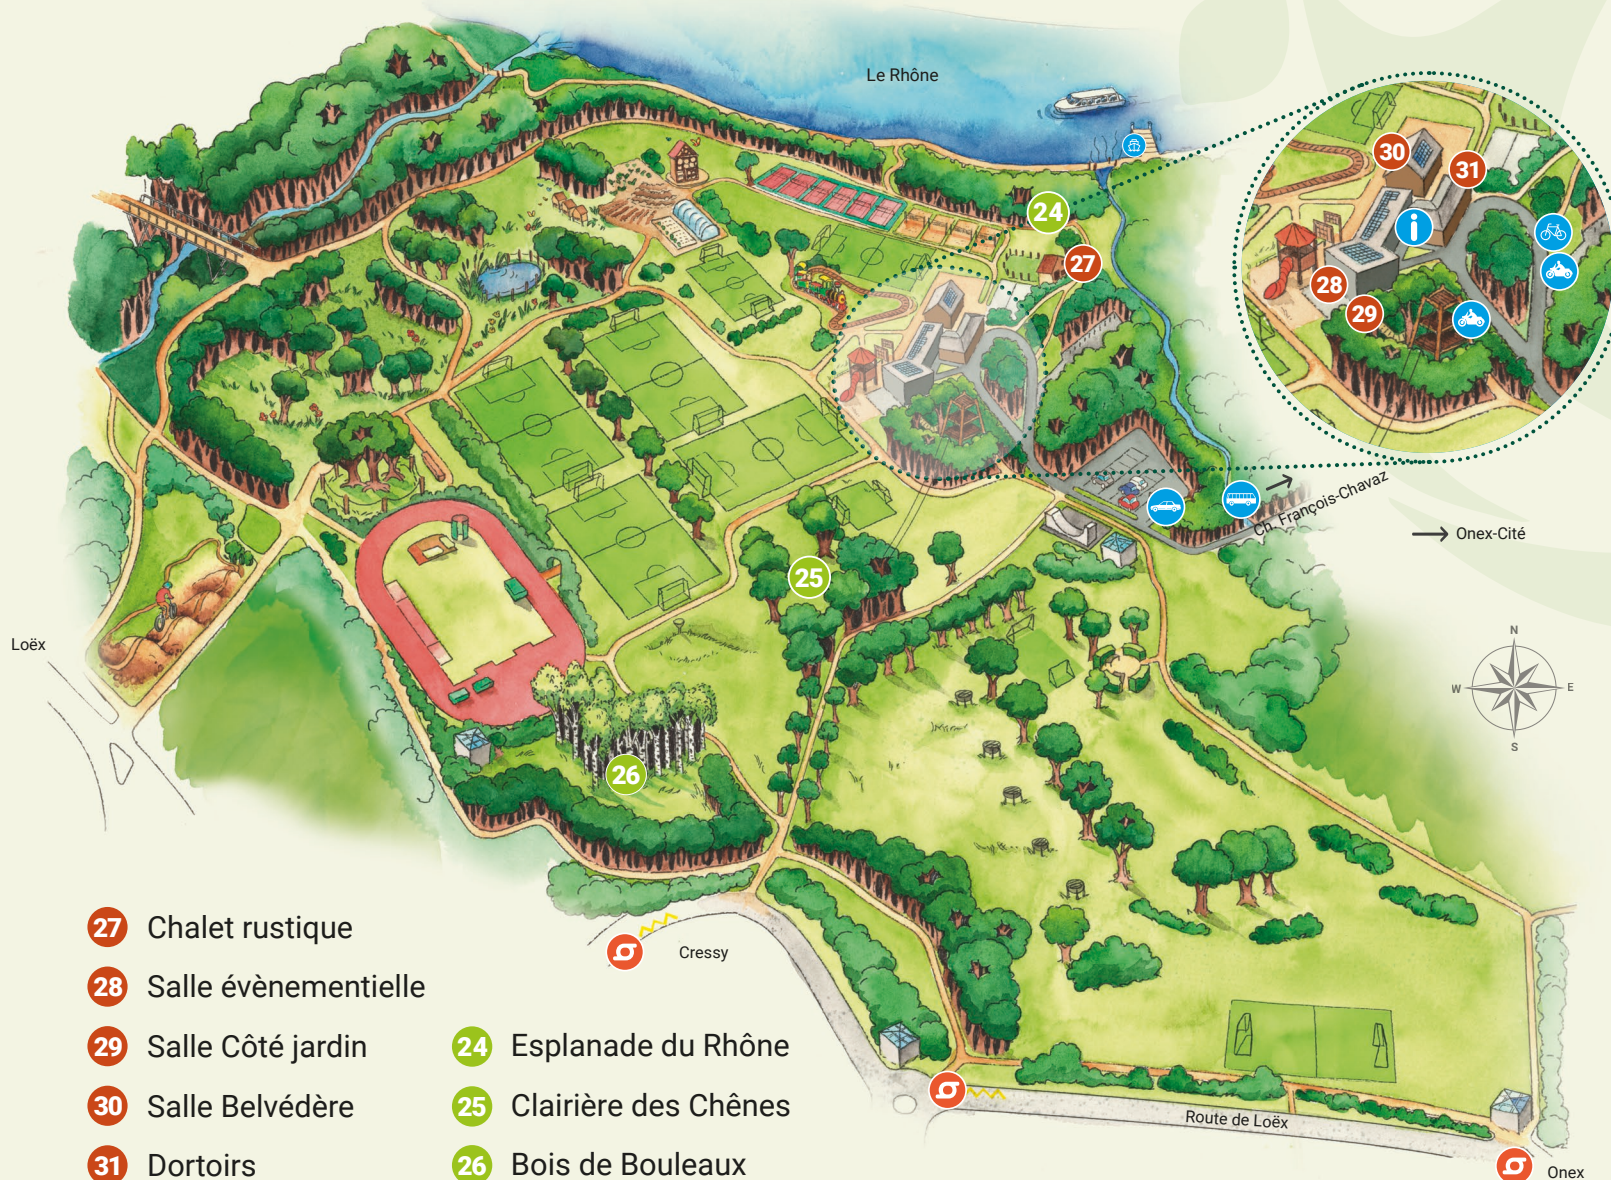 Le Rhône
24
27
30
31
28
29
25
26
Ch. François-Chavaz
Onex-Cité
Loëx
N
W E
S
27 Chalet rustique
28 Salle évènementielle
29 Salle Côté jardin
30 Salle Belvédère
31 Dortoirs
24 Esplanade du Rhône
25 Clairière des Chênes
26 Bois de Bouleaux
Cressy
Route de Loëx
Onex